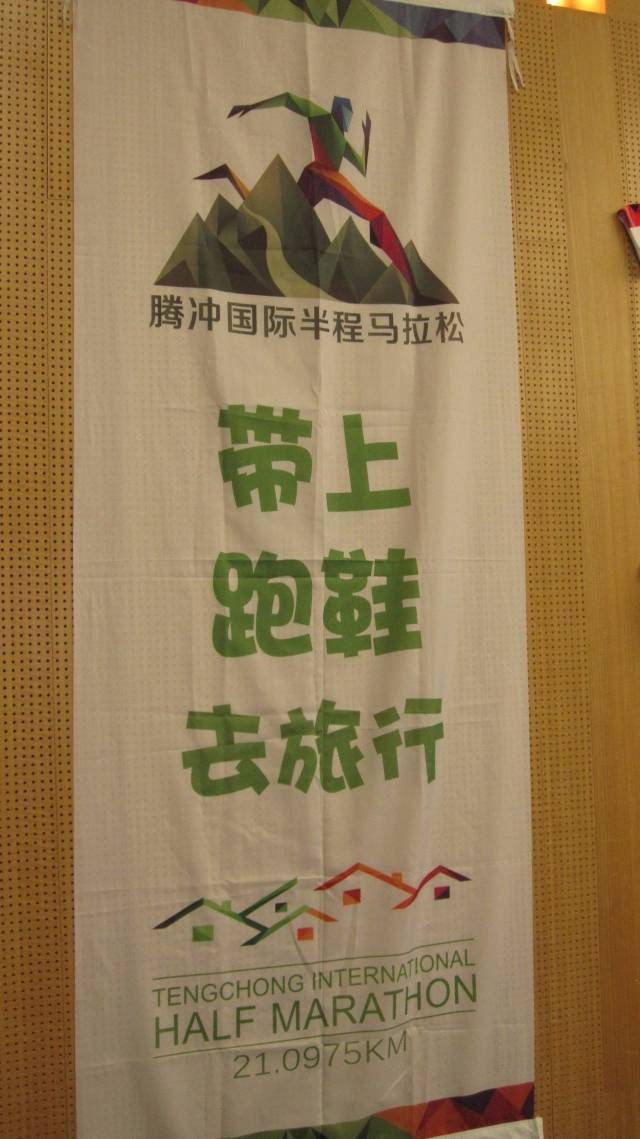 腾冲国际半程马拉松
带上
跑鞋
去旅行
TENGCHONG INTERNATIONAL
HALF MARATHON
21.0975KM